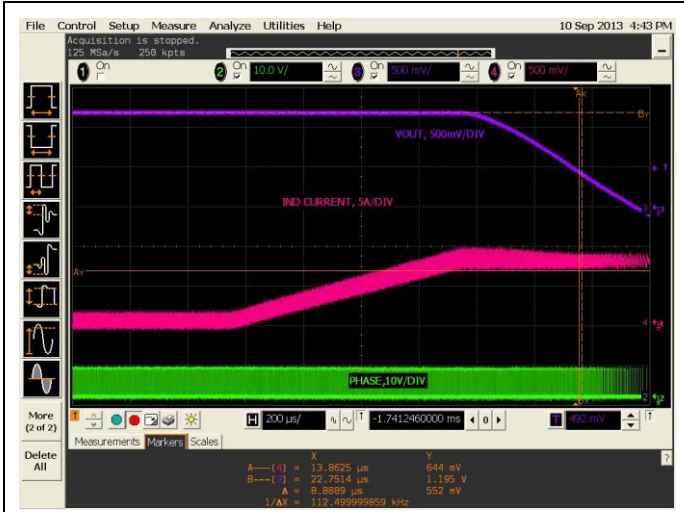 File Control Setup Measure Analyze Utilities Help 10 Sep 2013 4:43 PM
Acquisition is stopped.
125 MSa/s 250 kpts
1 On 2 On 10.0 V/ 3 On 500 mV/ 4 On 500 mV/
VOUT, 500mV/DIV
IND CURRENT, 5A/DIV
PHASE,10V/DIV
More
(2 of 2)
Delete
All
H 200 µs/ -1.7412460000 ms 0 T 492 mV
Measurements Markers Scales
X Y
A---(4) = 13.8625 µs 644 mV
B---(3) = 22.7514 µs 1.195 V
Δ = 8.8889 µs 552 mV
1/ΔX = 112.499999859 kHz